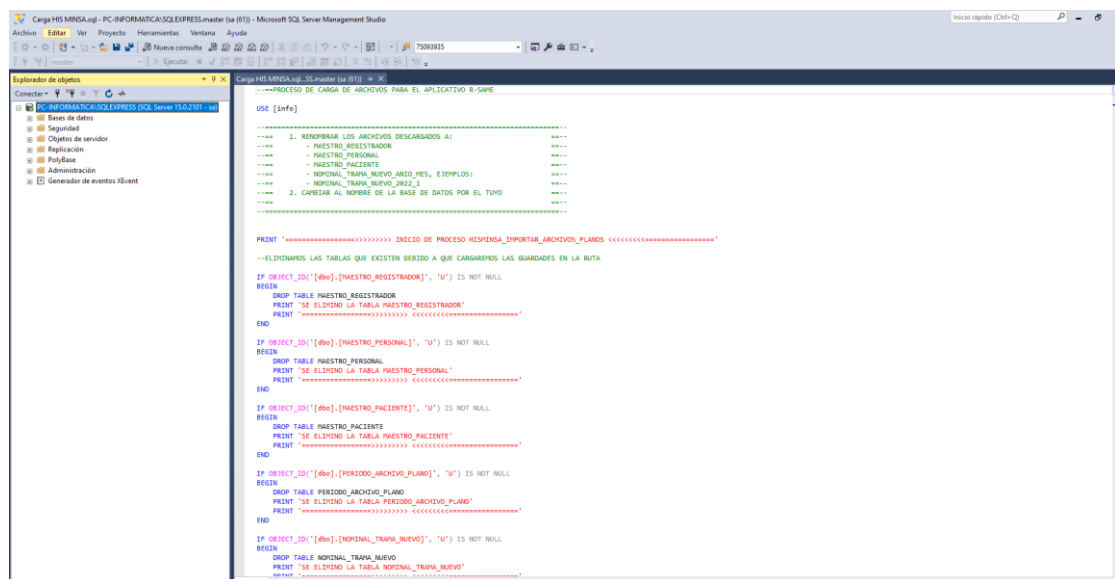 Carga HIS MINSA.sql - PC-INFORMATICA\SQLEXPRESS.master (sa (61)) - Microsoft SQL Server Management Studio
Inicio rápido (Ctrl+Q)
Archivo Editar Ver Proyecto Herramientas Ventana Ayuda
Nueva consulta
75093935
master
Ejecutar
Explorador de objetos
Carga HIS MINSA.sql...SS.master (sa (61))
Conectar
PC-INFORMATICA\SQLEXPRESS (SQL Server 15.0.2101 - sa)
Bases de datos
Seguridad
Objetos de servidor
Replicación
PolyBase
Administración
Generador de eventos XEvent
--==PROCESO DE CARGA DE ARCHIVOS PARA EL APLICATIVO R-SAME
USE [info]
--==    1. RENOMBRAR LOS ARCHIVOS DESCARGADOS A:    ==--
--==    - MAESTRO_REGISTRADOR    ==--
--==    - MAESTRO_PERSONAL    ==--
--==    - MAESTRO_PACIENTE    ==--
--==    - NOMINAL_TRAMA_NUEVO_ANIO_MES, EJEMPLOS:    ==--
--==    - NOMINAL_TRAMA_NUEVO_2022_1    ==--
--==    2. CAMBIAR AL NOMBRE DE LA BASE DE DATOS POR EL TUYO    ==--
--==    ==--
PRINT '=================>>>>>>>>> INICIO DE PROCESO HISMINSA_IMPORTAR_ARCHIVOS_PLANOS <<<<<<<<<================='
--ELIMINAMOS LAS TABLAS QUE EXISTEN DEBIDO A QUE CARGAREMOS LAS GUARDADES EN LA RUTA
IF OBJECT_ID('[dbo].[MAESTRO_REGISTRADOR]', 'U') IS NOT NULL
BEGIN
DROP TABLE MAESTRO_REGISTRADOR
PRINT 'SE ELIMINO LA TABLA MAESTRO_REGISTRADOR'
PRINT '=================>>>>>>>>> <<<<<<<<<================='
END
IF OBJECT_ID('[dbo].[MAESTRO_PERSONAL]', 'U') IS NOT NULL
BEGIN
DROP TABLE MAESTRO_PERSONAL
PRINT 'SE ELIMINO LA TABLA MAESTRO_PERSONAL'
PRINT '=================>>>>>>>>> <<<<<<<<<================='
END
IF OBJECT_ID('[dbo].[MAESTRO_PACIENTE]', 'U') IS NOT NULL
BEGIN
DROP TABLE MAESTRO_PACIENTE
PRINT 'SE ELIMINO LA TABLA MAESTRO_PACIENTE'
PRINT '=================>>>>>>>>> <<<<<<<<<================='
END
IF OBJECT_ID('[dbo].[PERIODO_ARCHIVO_PLANO]', 'U') IS NOT NULL
BEGIN
DROP TABLE PERIODO_ARCHIVO_PLANO
PRINT 'SE ELIMINO LA TABLA PERIODO_ARCHIVO_PLANO'
PRINT '=================>>>>>>>>> <<<<<<<<<================='
END
IF OBJECT_ID('[dbo].[NOMINAL_TRAMA_NUEVO]', 'U') IS NOT NULL
BEGIN
DROP TABLE NOMINAL_TRAMA_NUEVO
PRINT 'SE ELIMINO LA TABLA NOMINAL_TRAMA_NUEVO'